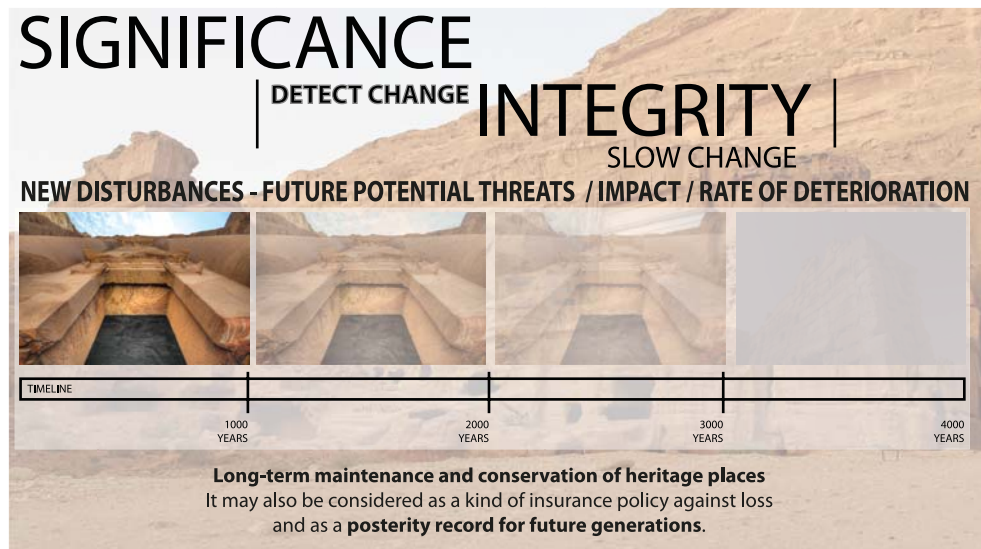 SIGNIFICANCE
DETECT CHANGE
INTEGRITY
SLOW CHANGE
NEW DISTURBANCES - FUTURE POTENTIAL THREATS / IMPACT / RATE OF DETERIORATION
TIMELINE
1000
YEARS
2000
YEARS
3000
YEARS
4000
YEARS
Long-term maintenance and conservation of heritage places
It may also be considered as a kind of insurance policy against loss
and as a posterity record for future generations.